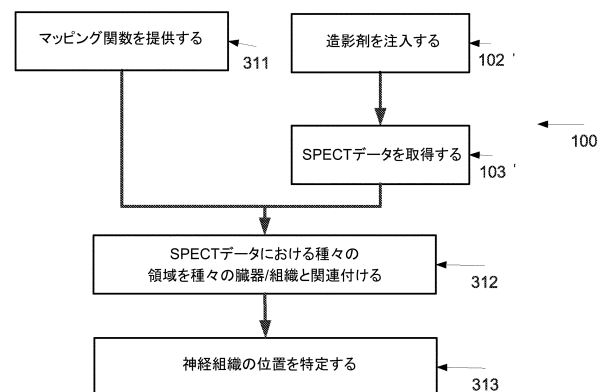 マッピング関数を提供する
311
造影剤を注入する
102'
100
SPECTデータを取得する
103'
SPECTデータにおける種々の
領域を種々の臓器/組織と関連付ける
312
神経組織の位置を特定する
313